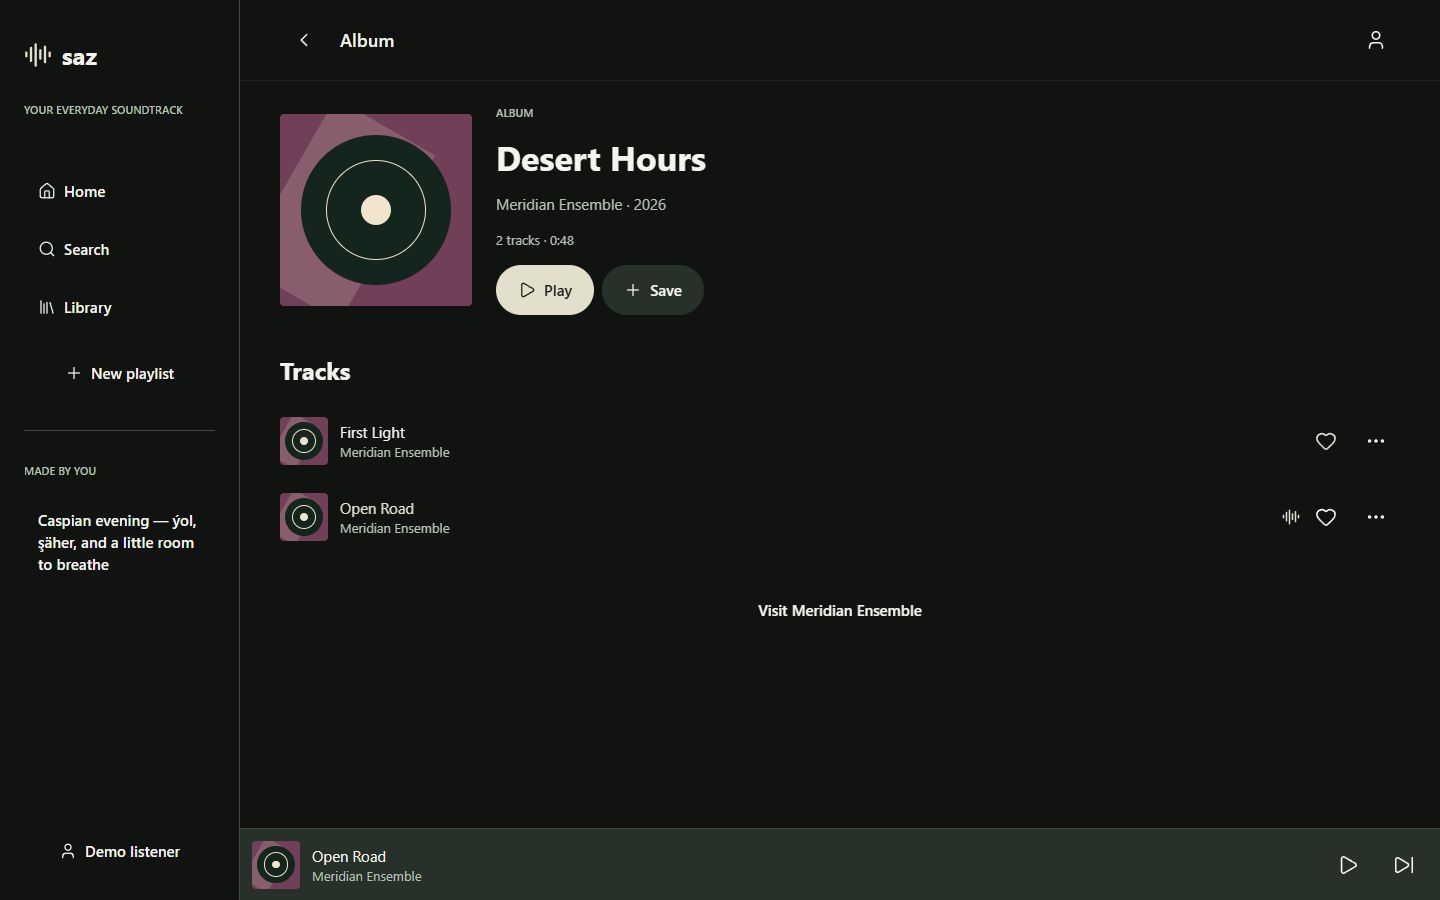 saz
YOUR EVERYDAY SOUNDTRACK
Home
Search
Library
New playlist
MADE BY YOU
Caspian evening — ýol,
şäher, and a little room
to breathe
Demo listener
Album
ALBUM
Desert Hours
Meridian Ensemble · 2026
2 tracks · 0:48
Play
Save
Tracks
First Light
Meridian Ensemble
Open Road
Meridian Ensemble
Visit Meridian Ensemble
Open Road
Meridian Ensemble